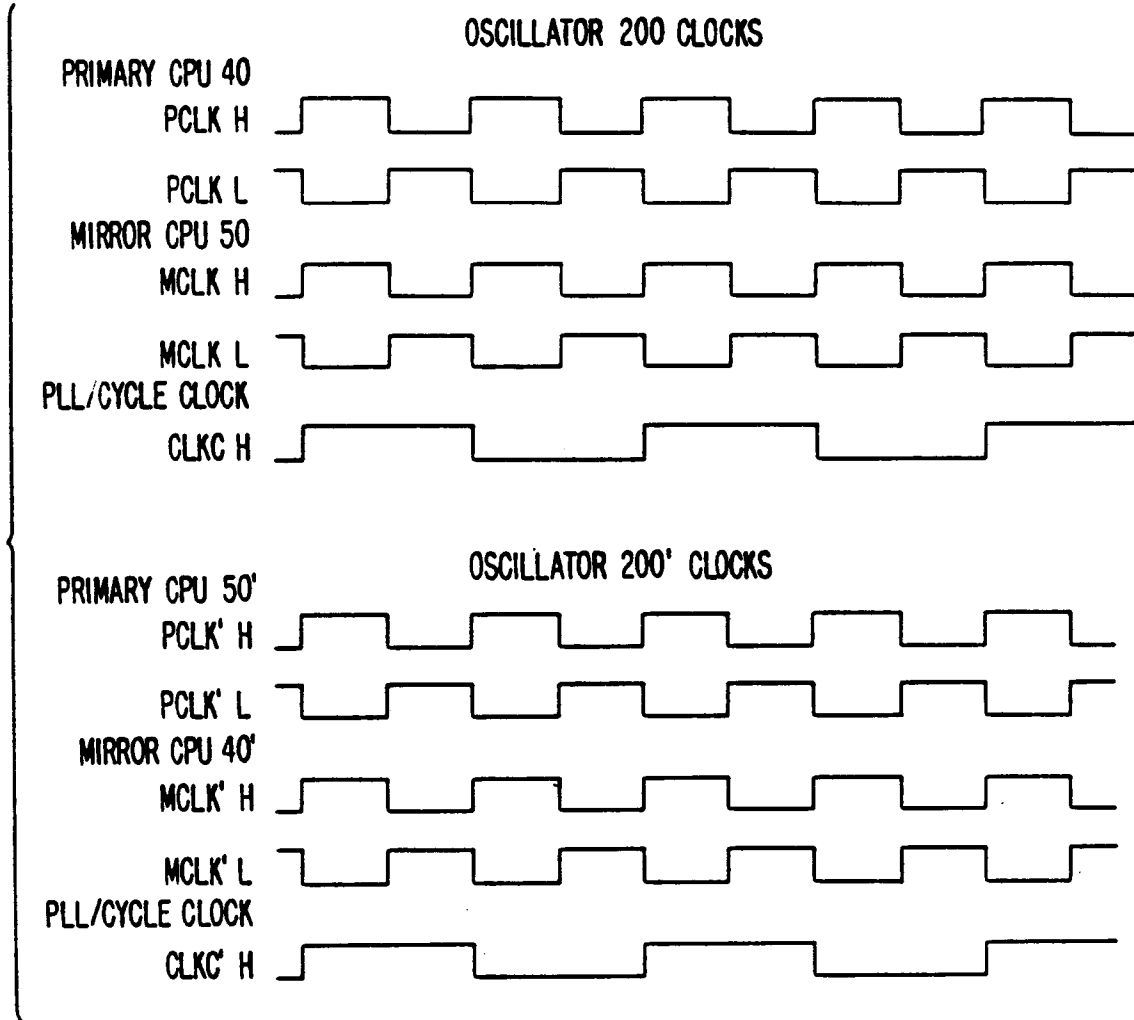 OSCILLATOR 200 CLOCKS
PRIMARY CPU 40
PCLK H
PCLK L
MIRROR CPU 50
MCLK H
MCLK L
PLL/CYCLE CLOCK
CLKC H
OSCILLATOR 200' CLOCKS
PRIMARY CPU 50'
PCLK' H
PCLK' L
MIRROR CPU 40'
MCLK' H
MCLK' L
PLL/CYCLE CLOCK
CLKC' H